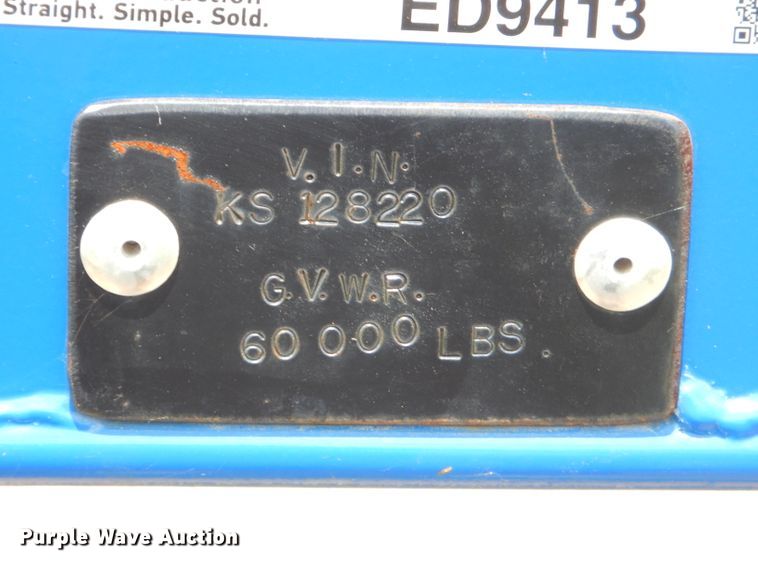 Straight. Simple. Sold.
ED9413
V.I.N.
KS 128220
G.V.W.R.
60 000 LBS.
Purple Wave Auction